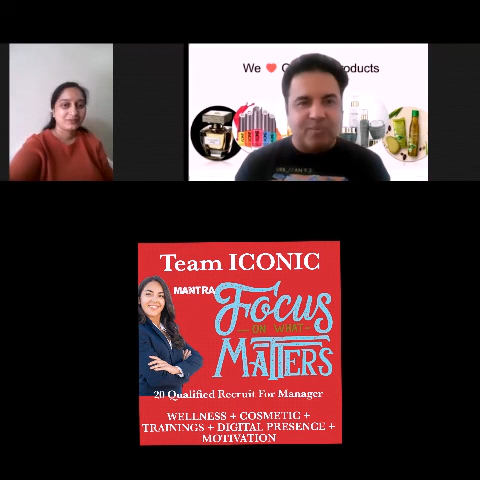 We ❤ O oducts
Team ICONIC
MANTRA
Focus
ON WHAT
MATTERS
20 Qualified Recruit For Manager
WELLNESS + COSMETIC +
TRAININGS + DIGITAL PRESENCE +
MOTIVATION